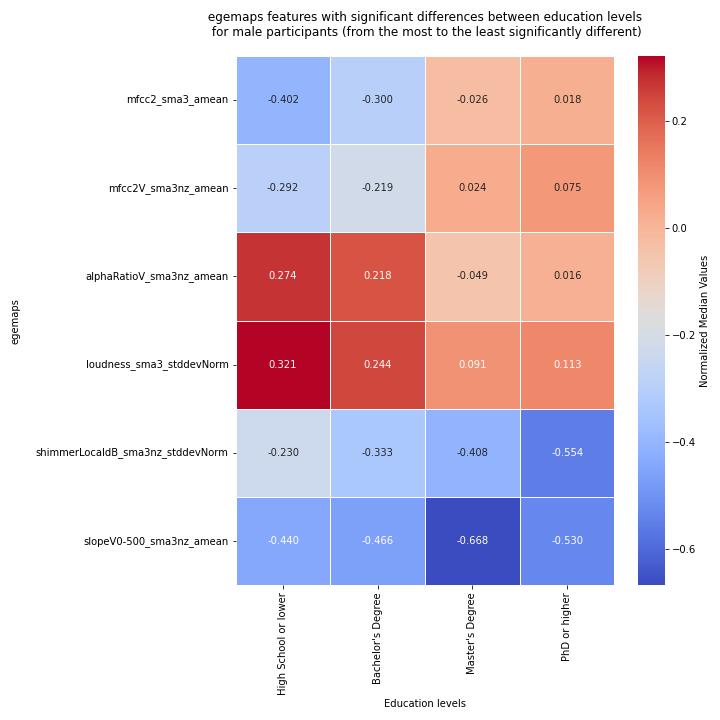 egemaps features with significant differences between education levels
for male participants (from the most to the least significantly different)
mfcc2_sma3_amean -0.402 -0.300 -0.026 0.018
mfcc2V_sma3nz_amean -0.292 -0.219 0.024 0.075
alphaRatioV_sma3nz_amean 0.274 0.218 -0.049 0.016
loudness_sma3_stddevNorm 0.321 0.244 0.091 0.113
shimmerLocaldB_sma3nz_stddevNorm -0.230 -0.333 -0.408 -0.554
slopeV0-500_sma3nz_amean -0.440 -0.466 -0.668 -0.530
egemaps
High School or lower
Bachelor's Degree
Master's Degree
PhD or higher
Education levels
0.2
0.0
−0.2
−0.4
−0.6
Normalized Median Values